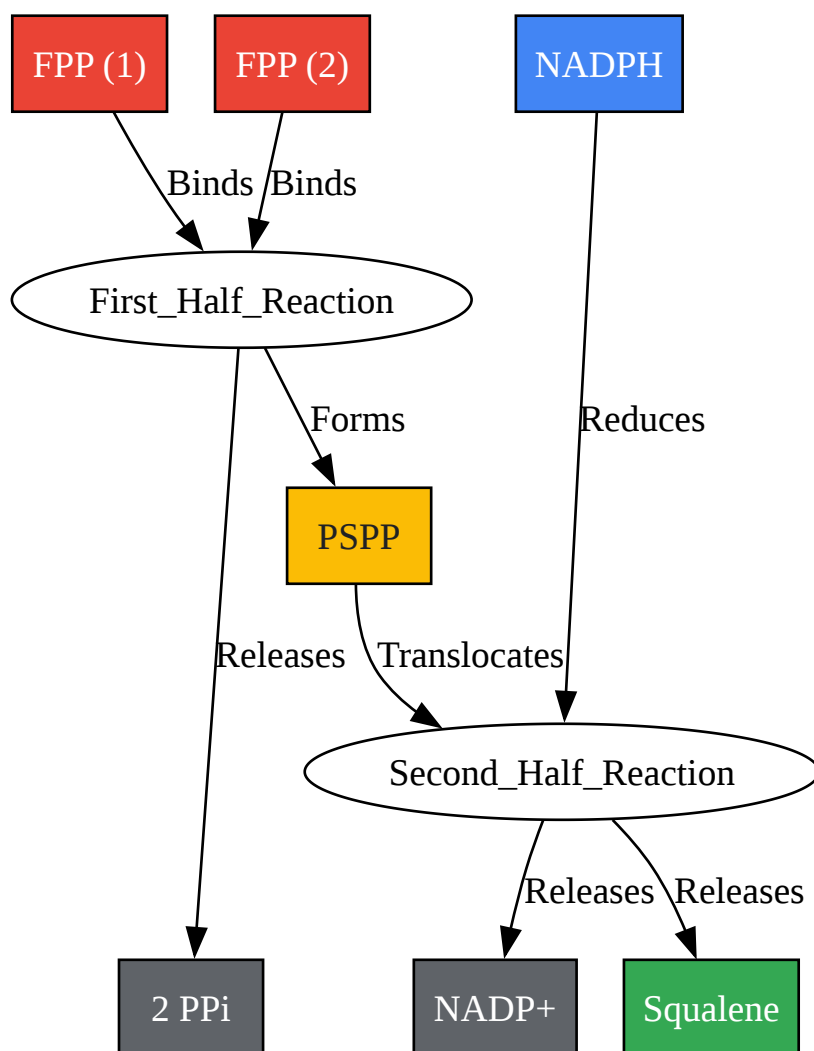 FPP (1)
FPP (2)
NADPH
Binds
Binds
First_Half_Reaction
Forms
Reduces
PSPP
Releases
Translocates
Second_Half_Reaction
Releases
Releases
2 PPi
NADP+
Squalene